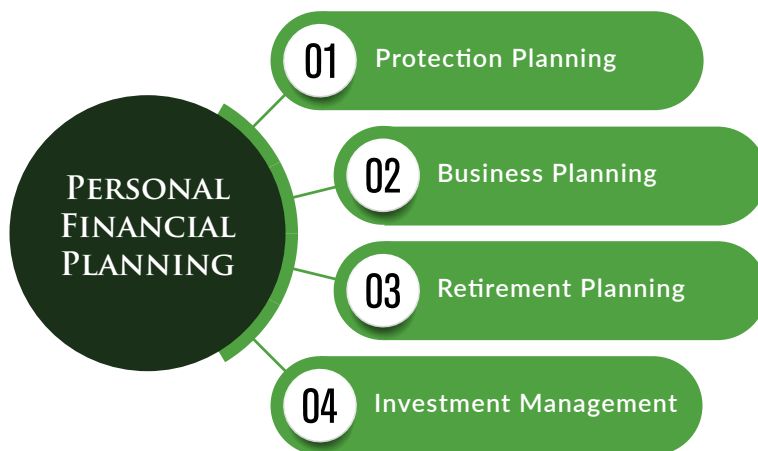 PERSONAL
FINANCIAL
PLANNING
01 Protection Planning
02 Business Planning
03 Retirement Planning
04 Investment Management